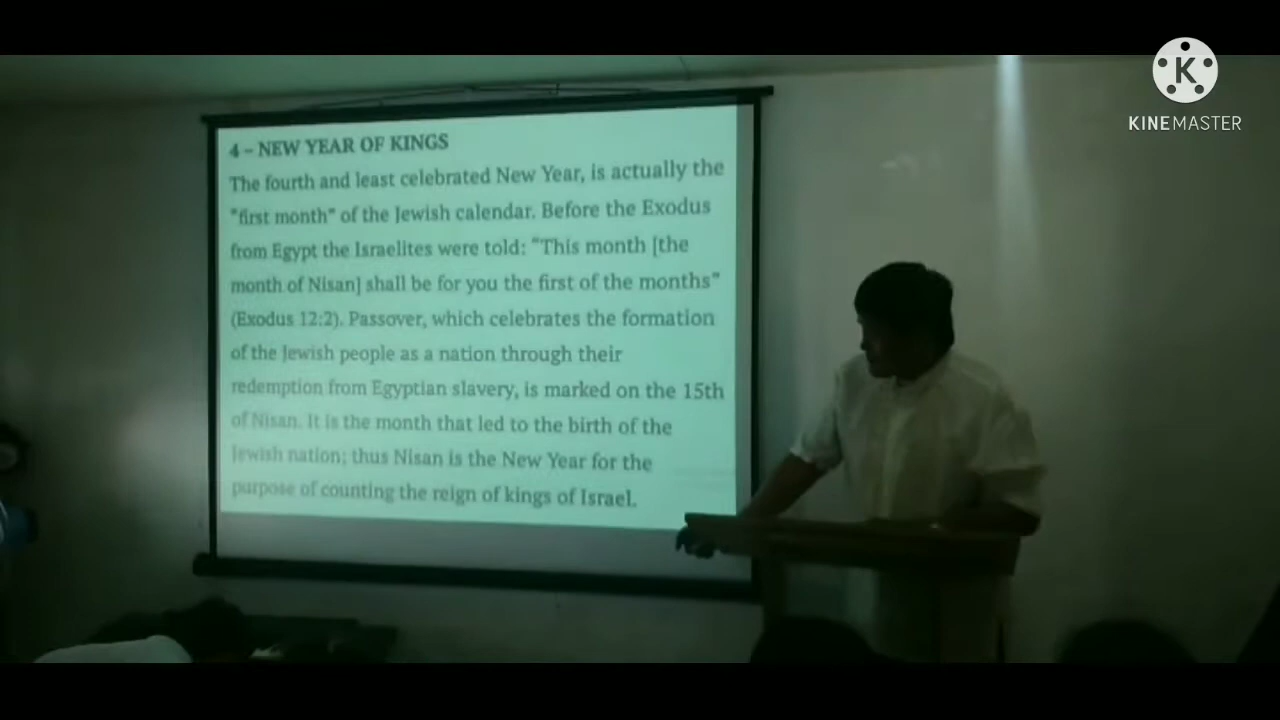 4 – NEW YEAR OF KINGS
The fourth and least celebrated New Year, is actually the
"first month" of the Jewish calendar. Before the Exodus
from Egypt the Israelites were told: "This month [the
month of Nisan] shall be for you the first of the months"
(Exodus 12:2). Passover, which celebrates the formation
of the Jewish people as a nation through their
redemption from Egyptian slavery, is marked on the 15th
of Nisan. It is the month that led to the birth of the
Jewish nation; thus Nisan is the New Year for the
purpose of counting the reign of kings of Israel.
K
KINEMASTER